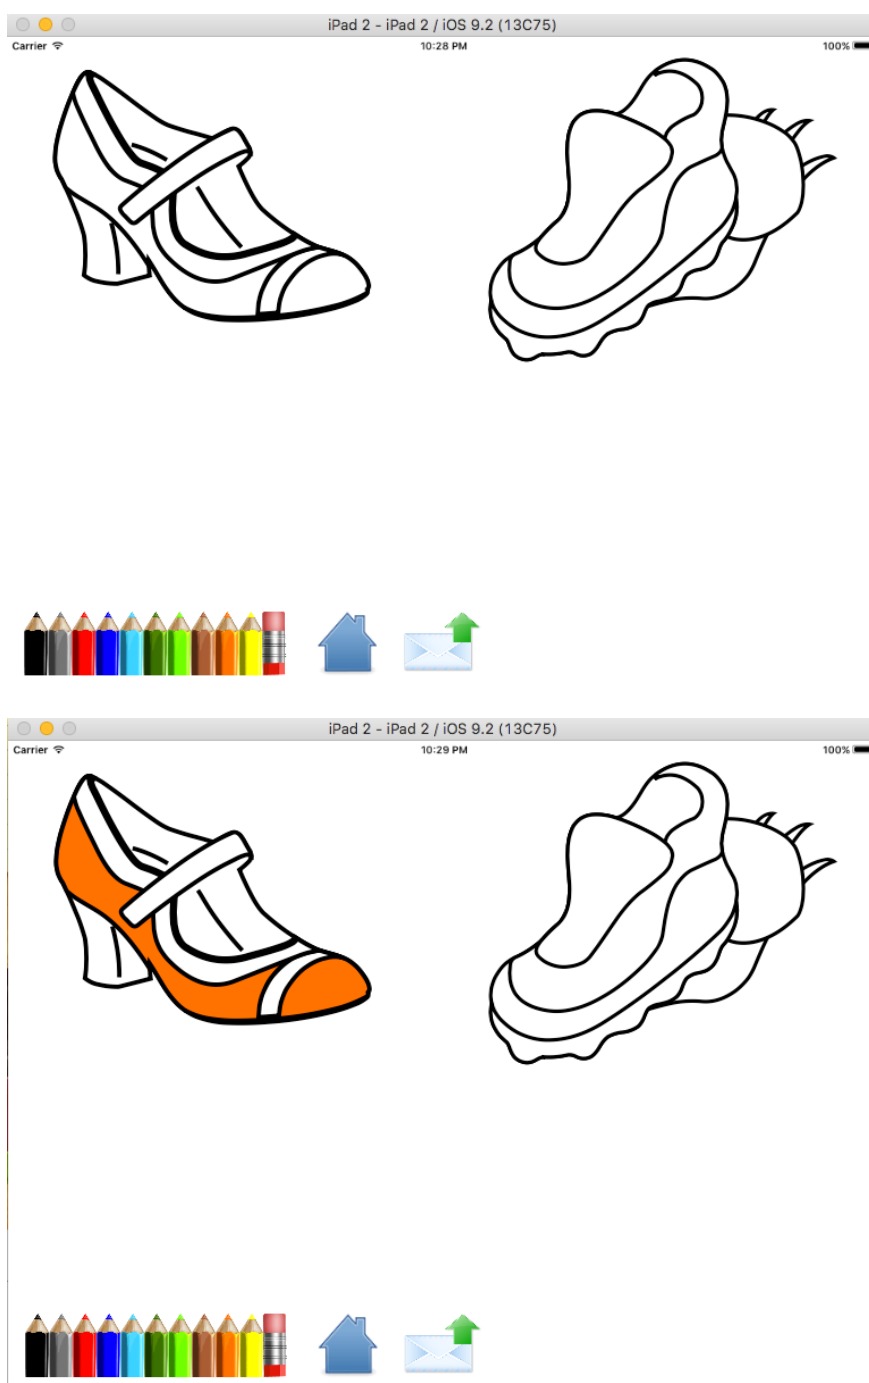 iPad 2 - iPad 2 / iOS 9.2 (13C75)
Carrier 10:28 PM 100%
iPad 2 - iPad 2 / iOS 9.2 (13C75)
Carrier 10:29 PM 100%